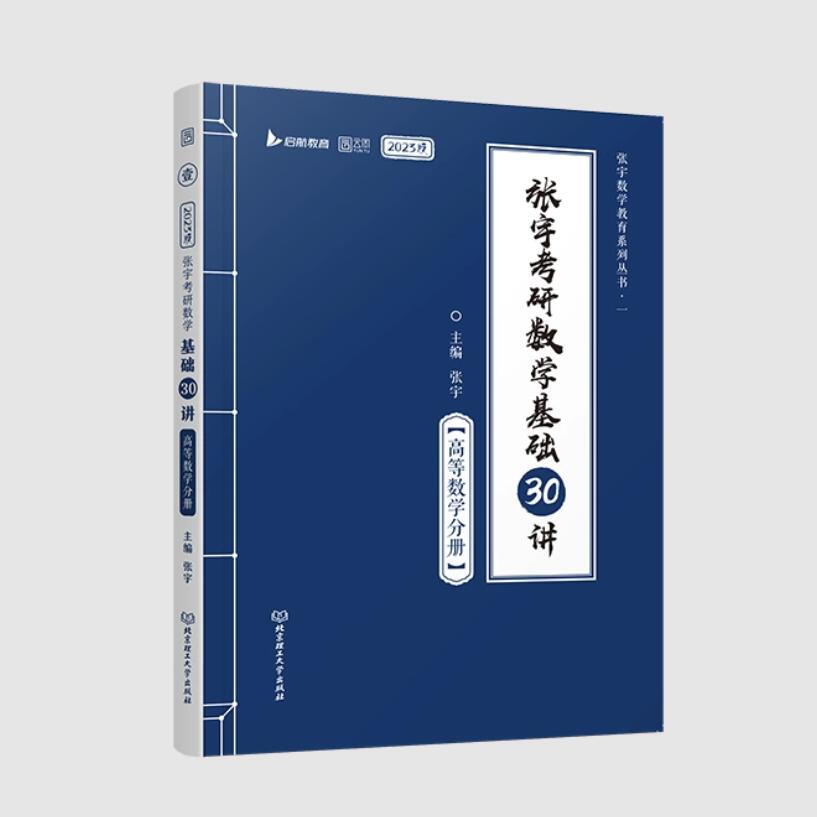 启航教育
云图
YUNTU
2023版
张宇数学教育系列丛书·一
张宇考研数学基础30讲
主编 张宇
【高等数学分册】
北京理工大学出版社
壹
2023版
张宇考研数学
基础30讲
高等数学分册
主编 张宇
北京理工大学出版社